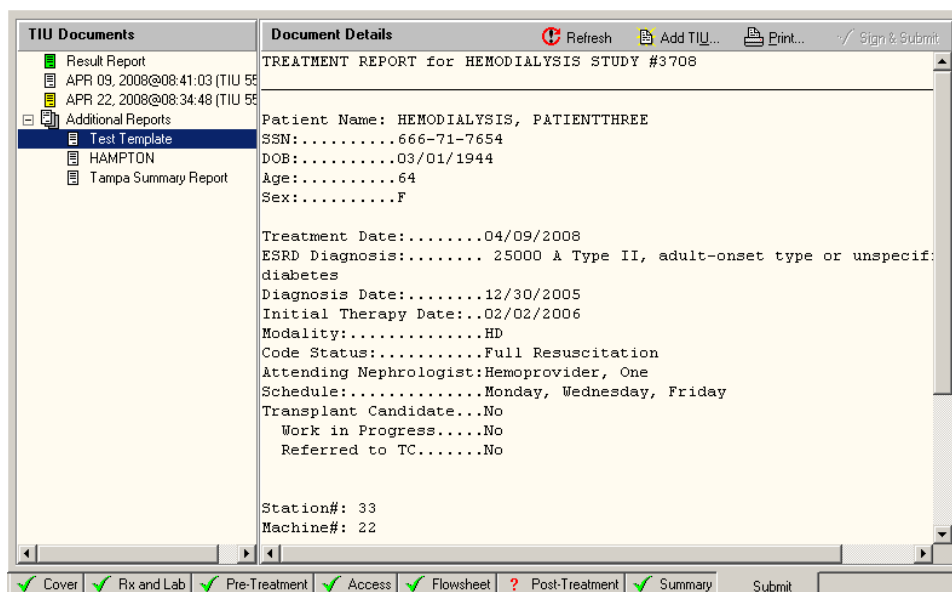 TIU Documents
Result Report
APR 09, 2008@08:41:03 (TIU 55
APR 22, 2008@08:34:48 (TIU 55
Additional Reports
Test Template
HAMPTON
Tampa Summary Report
Document Details
Refresh
Add TIU...
Print...
Sign & Submit
TREATMENT REPORT for HEMODIALYSIS STUDY #3708
Patient Name: HEMODIALYSIS, PATIENTTHREE
SSN:..........666-71-7654
DOB:..........03/01/1944
Age:..........64
Sex:..........F
Treatment Date:........04/09/2008
ESRD Diagnosis:........ 25000 A Type II, adult-onset type or unspecifi
diabetes
Diagnosis Date:........12/30/2005
Initial Therapy Date:..02/02/2006
Modality:..............HD
Code Status:...........Full Resuscitation
Attending Nephrologist:Hemoprovider, One
Schedule:..............Monday, Wednesday, Friday
Transplant Candidate...No
Work in Progress.....No
Referred to TC.......No
Station#: 33
Machine#: 22
Cover
Rx and Lab
Pre-Treatment
Access
Flowsheet
? Post-Treatment
Summary
Submit